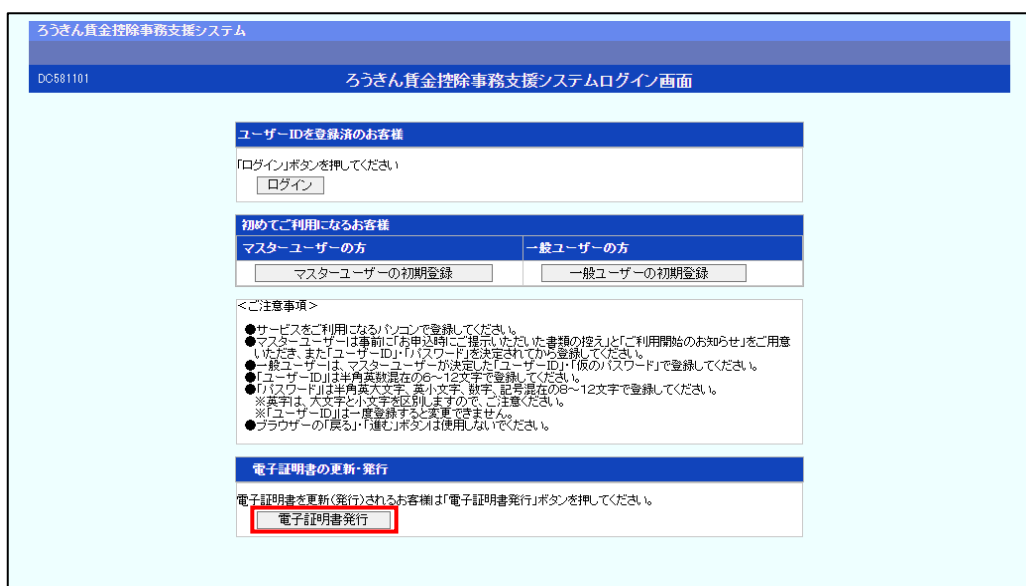 ろうきん賃金控除事務支援システム
DC581101
ろうきん賃金控除事務支援システムログイン画面
ユーザーIDを登録済のお客様
「ログイン」ボタンを押してください
ログイン
初めてご利用になるお客様
マスターユーザーの方
一般ユーザーの方
マスターユーザーの初期登録
一般ユーザーの初期登録
<ご注意事項>
●サービスをご利用になるパソコンで登録してください。
●マスターユーザーは事前に「お申込時にご提示いただいた書類の控え」と「ご利用開始のお知らせ」をご用意
いただき、また「ユーザーID」・「パスワード」を決定されてから登録してください。
●一般ユーザーは、マスターユーザーが決定した「ユーザーID」・「仮のパスワード」で登録してください。
●「ユーザーID」は半角英数混在の6～12文字で登録してください。
●「パスワード」は半角英大文字、英小文字、数字、記号混在の8～12文字で登録してください。
※英字は、大文字と小文字を区別しますので、ご注意ください。
※「ユーザーID」は一度登録すると変更できません。
●ブラウザーの「戻る」・「進む」ボタンは使用しないでください。
電子証明書の更新・発行
電子証明書を更新(発行)されるお客様は「電子証明書発行」ボタンを押してください。
電子証明書発行